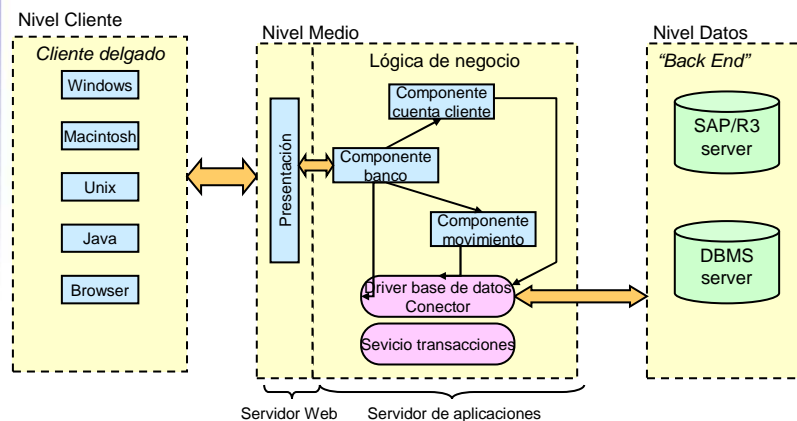 Nivel Cliente
Cliente delgado
Windows
Macintosh
Unix
Java
Browser
Nivel Medio
Presentación
Lógica de negocio
Componente
cuenta cliente
Componente
banco
Componente
movimiento
Driver base de datos
Conector
Sevicio transacciones
Servidor Web
Servidor de aplicaciones
Nivel Datos
“Back End”
SAP/R3
server
DBMS
server